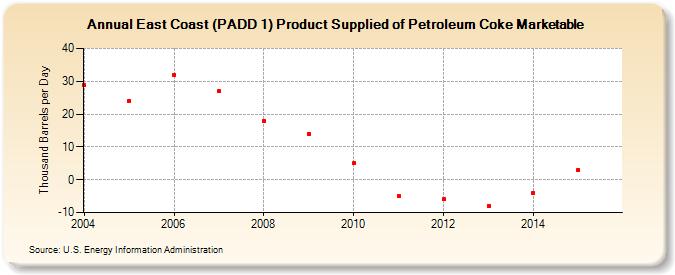 Annual East Coast (PADD 1) Product Supplied of Petroleum Coke Marketable
Thousand Barrels per Day
40
30
20
10
0
-10
2004 2006 2008 2010 2012 2014
Source: U.S. Energy Information Administration